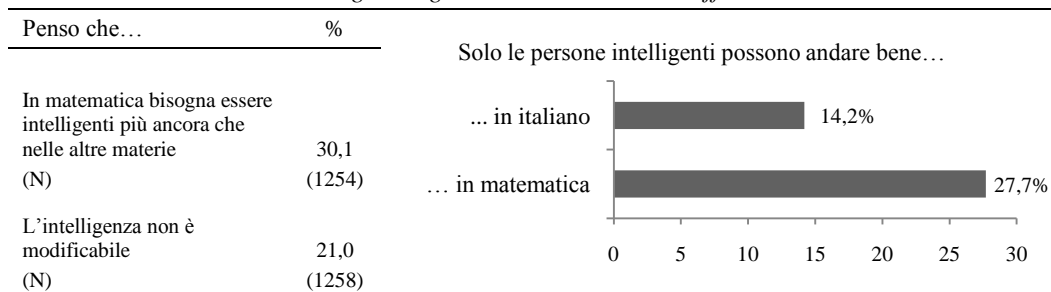 Penso che… %
In matematica bisogna essere
intelligenti più ancora che
nelle altre materie 30,1
(N) (1254)
L'intelligenza non è
modificabile 21,0
(N) (1258)
Solo le persone intelligenti possono andare bene…
... in italiano 14,2%
… in matematica 27,7%
0 5 10 15 20 25 30